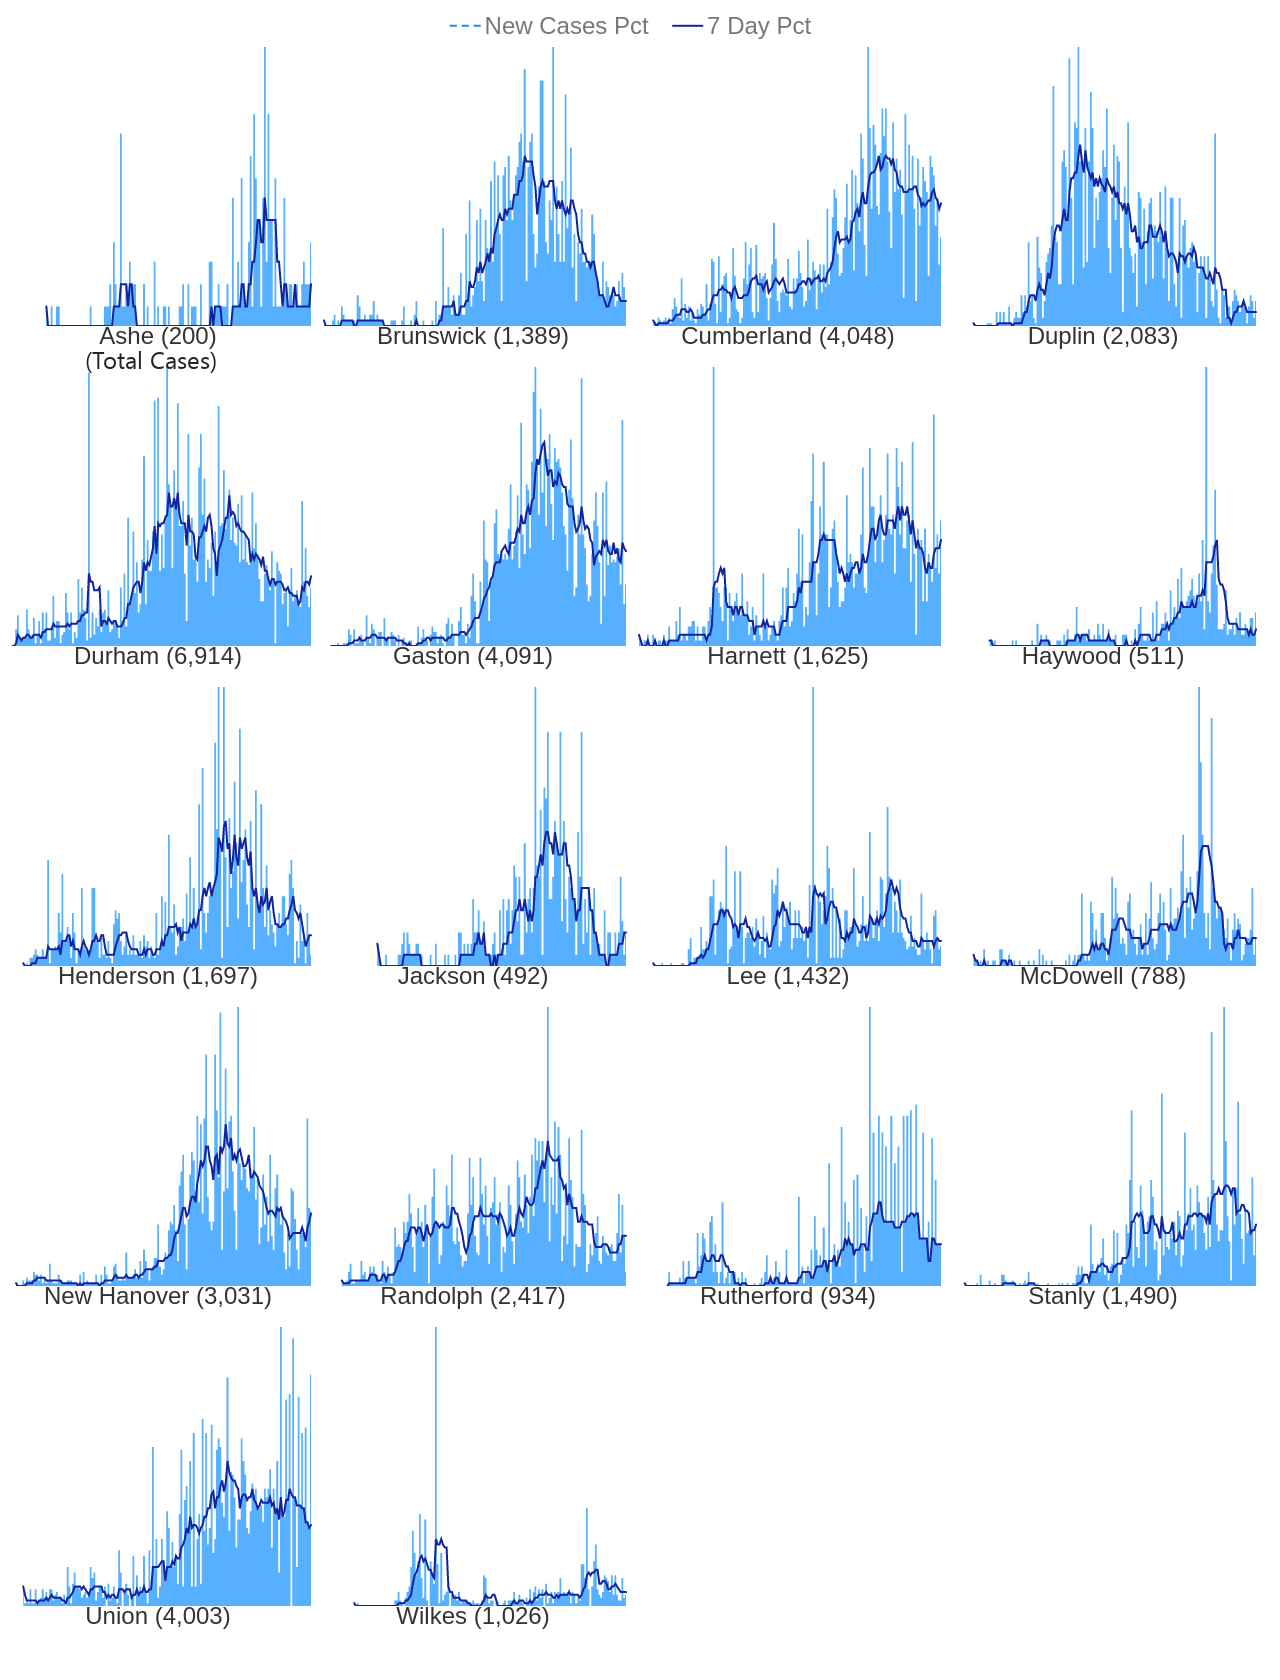 New Cases Pct 7 Day Pct
Ashe (200) Brunswick (1,389) Cumberland (4,048) Duplin (2,083)
(Total Cases)
Durham (6,914) Gaston (4,091) Harnett (1,625) Haywood (511)
Henderson (1,697) Jackson (492) Lee (1,432) McDowell (788)
New Hanover (3,031) Randolph (2,417) Rutherford (934) Stanly (1,490)
Union (4,003) Wilkes (1,026)